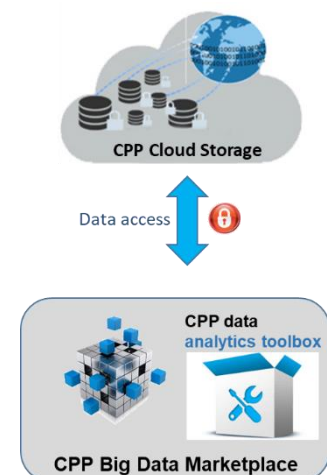 CPP Cloud Storage
Data access
CPP data
analytics toolbox
CPP Big Data Marketplace